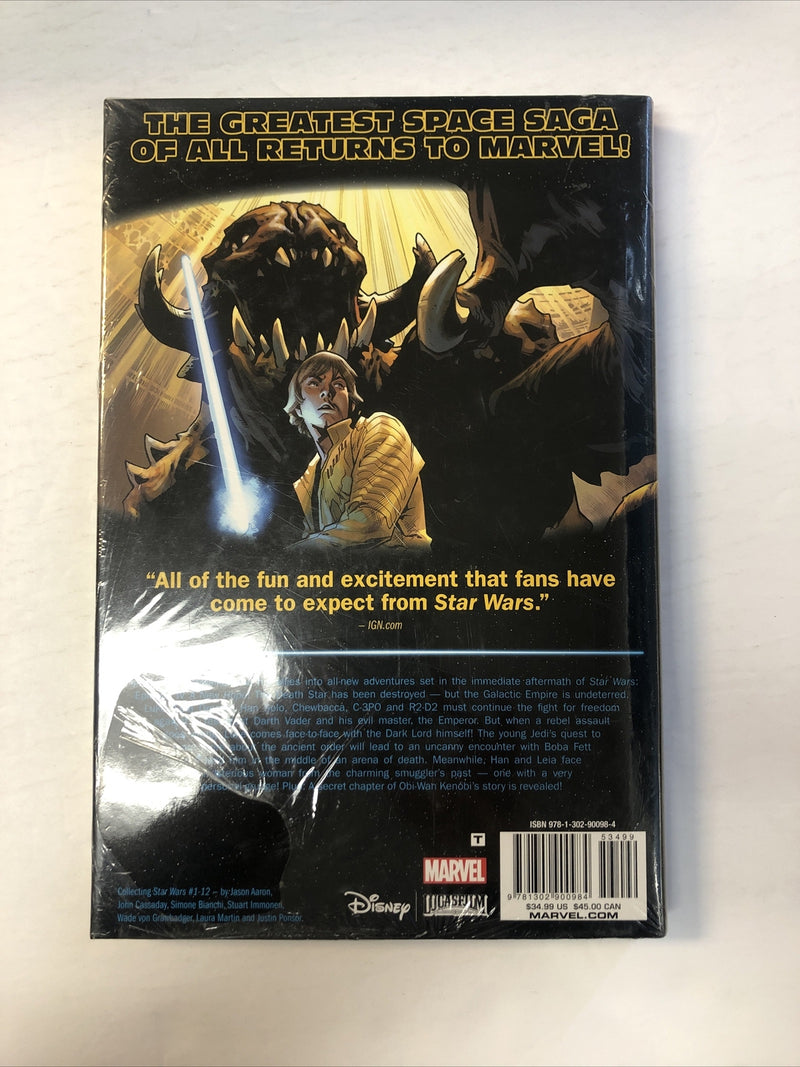 THE GREATEST SPACE SAGA
OF ALL RETURNS TO MARVEL!
“All of the fun and excitement that fans have
come to expect from Star Wars.”
– IGN.com
into all-new adventures set in the immediate aftermath of Star Wars:
Death Star has been destroyed — but the Galactic Empire is undeterred.
Han Solo, Chewbacca, C-3PO and R2-D2 must continue the fight for freedom
Darth Vader and his evil master, the Emperor. But when a rebel assault
comes face-to-face with the Dark Lord himself! The young Jedi's quest to
the ancient order will lead to an uncanny encounter with Boba Fett
in the middle of an arena of death. Meanwhile, Han and Leia face
woman from the charming smuggler's past — one with a very
Plus: A secret chapter of Obi-Wan Kenobi's story is revealed!
ISBN 978-1-302-90098-4
53499
T
MARVEL
Collecting Star Wars #1-12 – by Jason Aaron,
John Cassaday, Simone Bianchi, Stuart Immonen,
Wade von Grawbadger, Laura Martin and Justin Ponsor.
Disney
LUCASFILM
9 781302 900984
$34.99 US $45.00 CAN
MARVEL.COM